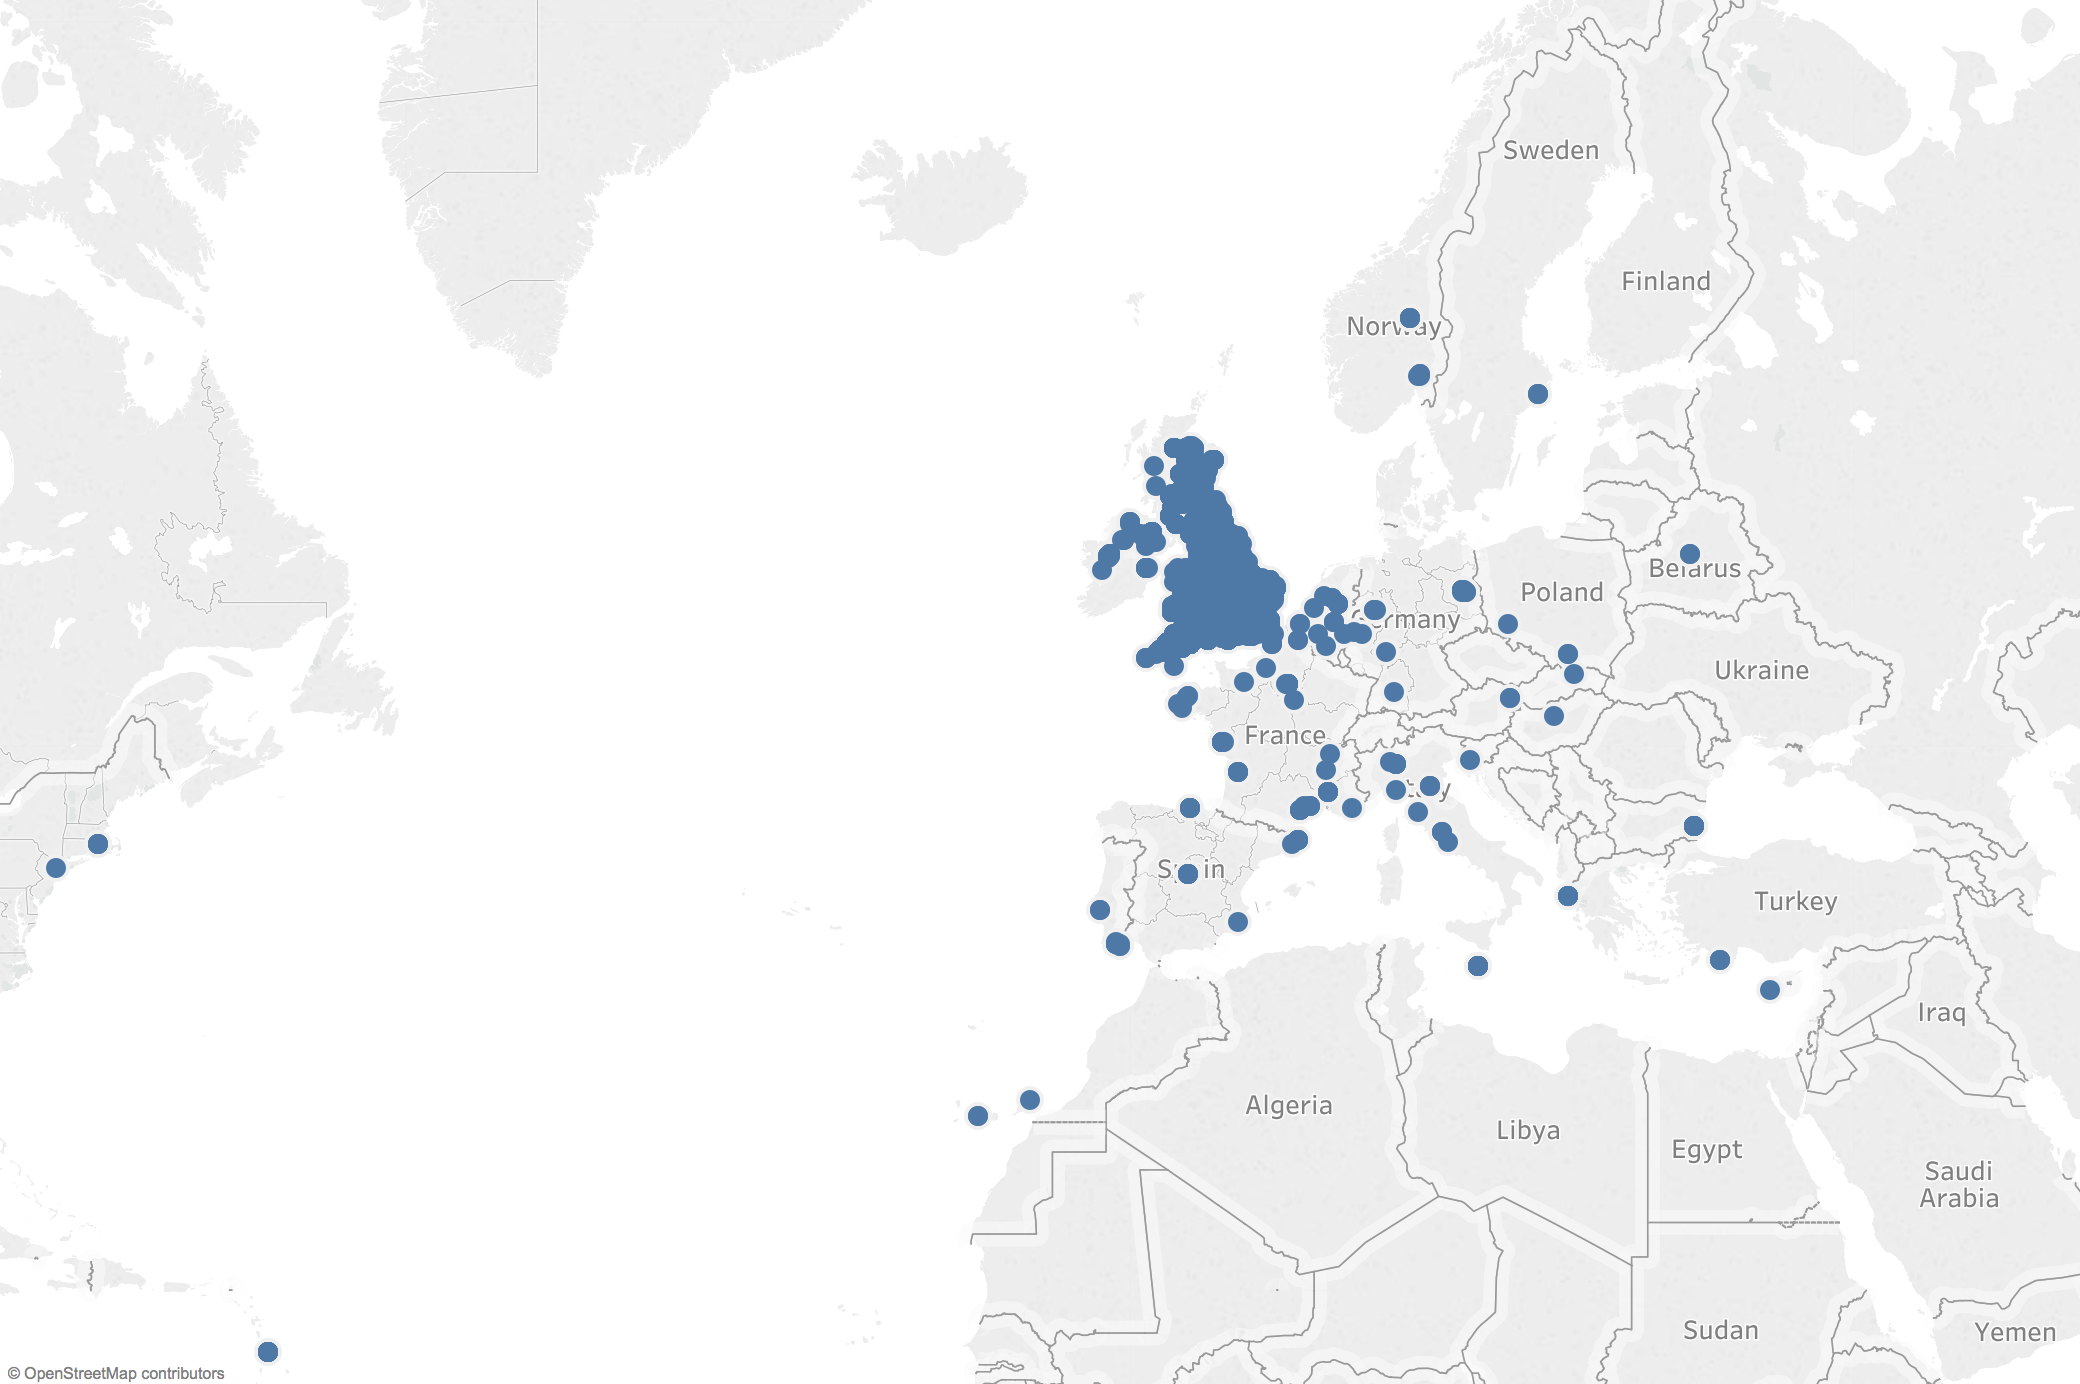 Sweden
Finland
Norway
Belarus
Poland
Germany
Ukraine
France
Italy
Spain
Turkey
Iraq
Algeria
Libya
Egypt
Saudi
Arabia
Sudan
Yemen
© OpenStreetMap contributors